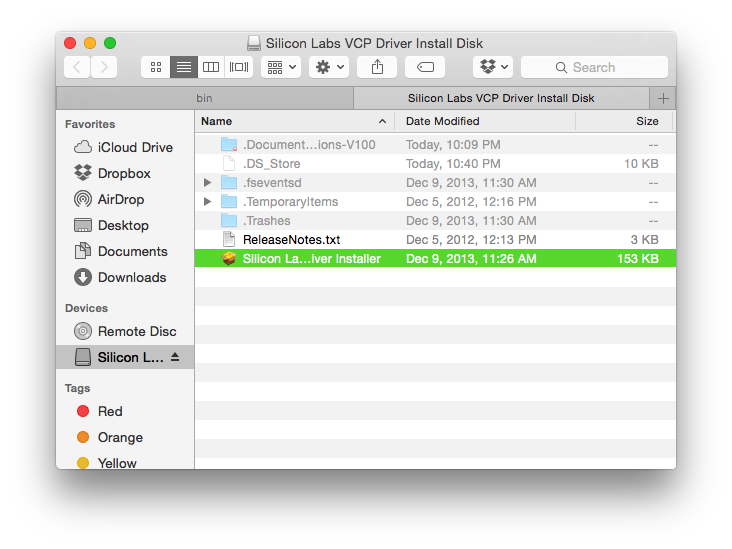 Silicon Labs VCP Driver Install Disk
Search
bin
Silicon Labs VCP Driver Install Disk
Favorites
iCloud Drive
Dropbox
AirDrop
Desktop
Documents
Downloads
Devices
Remote Disc
Silicon L...
Tags
Red
Orange
Yellow
Name Date Modified Size
.Document...ions-V100 Today, 10:09 PM --
.DS_Store Today, 10:40 PM 10 KB
.fseventsd Dec 9, 2013, 11:30 AM --
.TemporaryItems Dec 5, 2012, 12:16 PM --
.Trashes Dec 9, 2013, 11:30 AM --
ReleaseNotes.txt Dec 5, 2012, 12:13 PM 3 KB
Silicon La...iver Installer Dec 9, 2013, 11:26 AM 153 KB